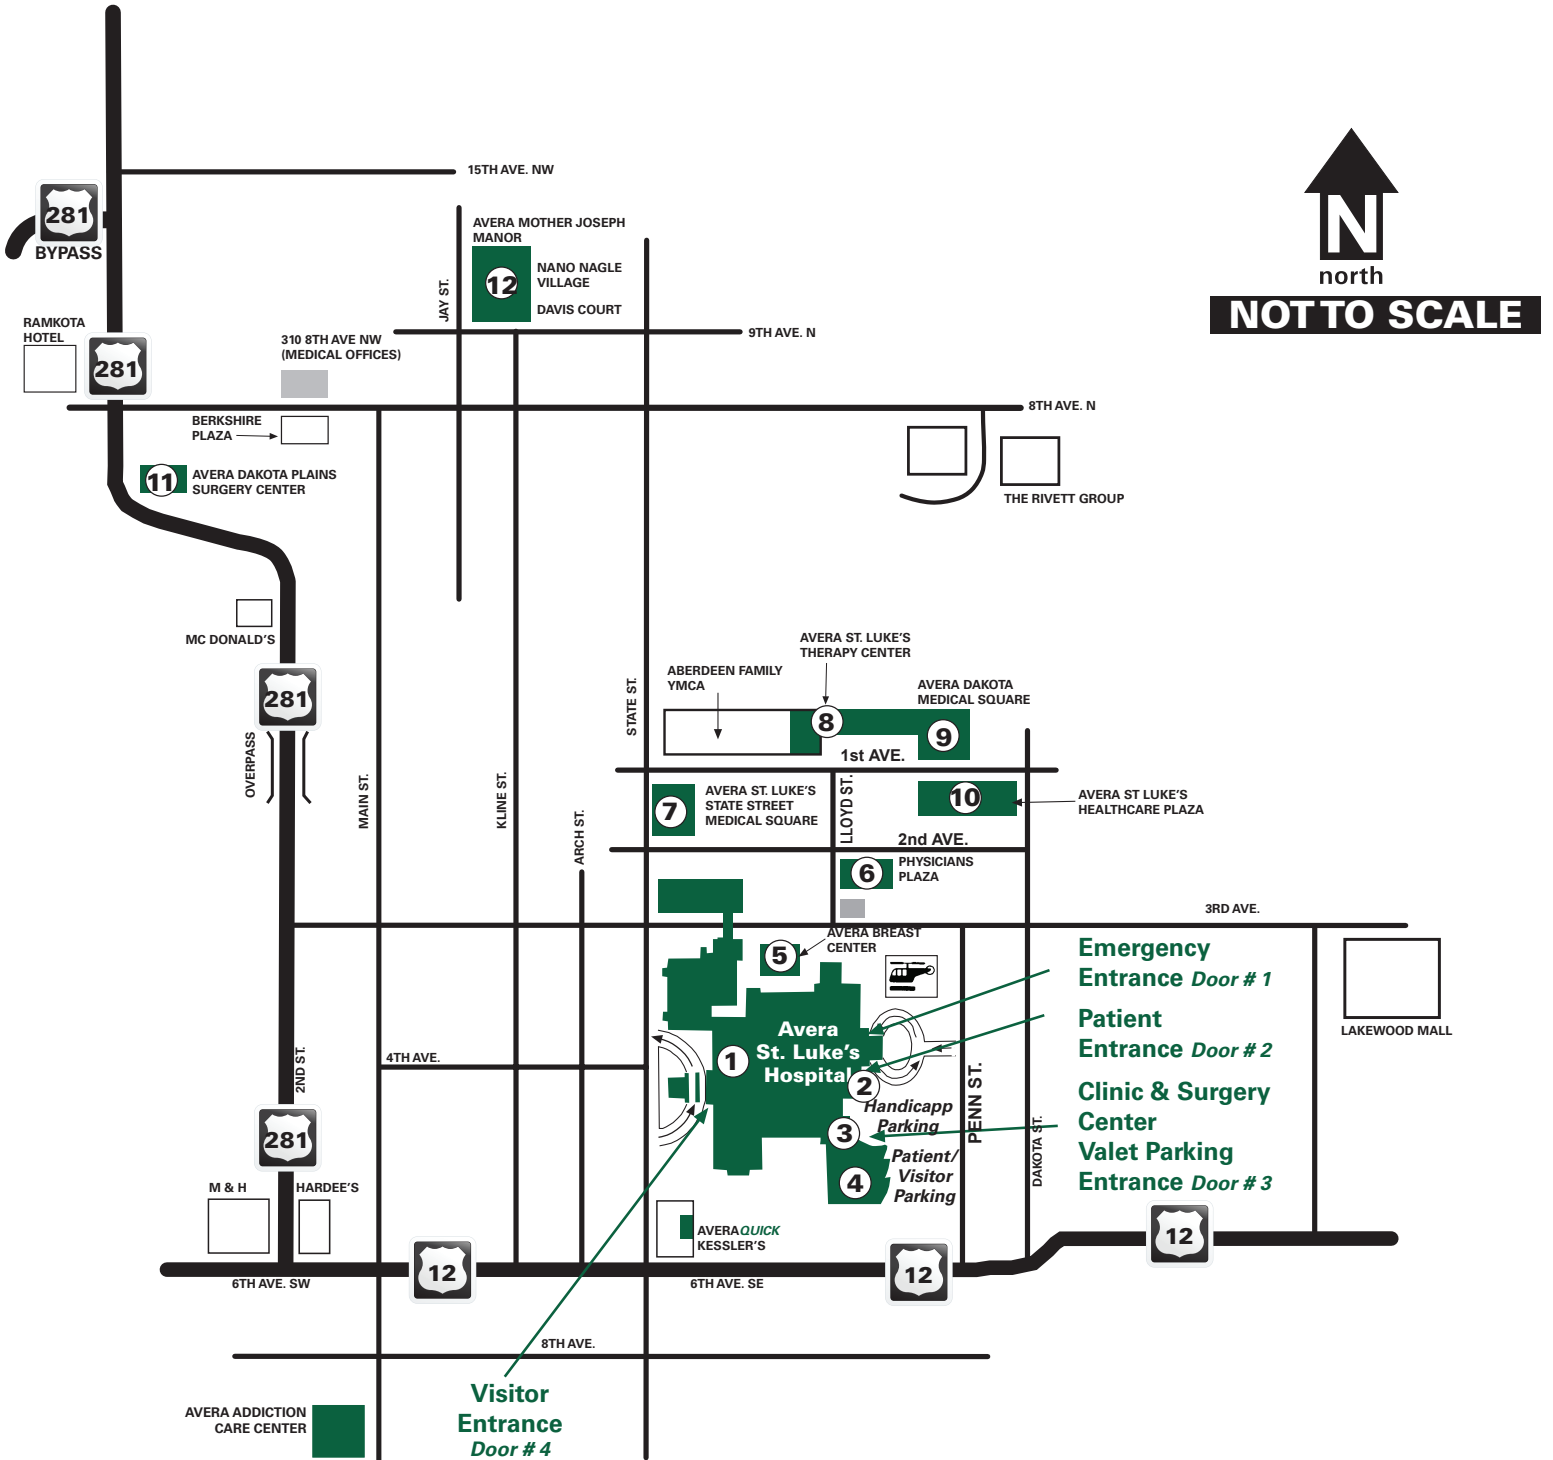 15TH AVE. NW
281
BYPASS
AVERA MOTHER JOSEPH
MANOR
12
NANO NAGLE
VILLAGE
DAVIS COURT
JAY ST.
N
north
NOT TO SCALE
RAMKOTA
HOTEL
281
310 8TH AVE NW
(MEDICAL OFFICES)
9TH AVE. N
8TH AVE. N
BERKSHIRE
PLAZA
11
AVERA DAKOTA PLAINS
SURGERY CENTER
THE RIVETT GROUP
MC DONALD'S
281
OVERPASS
MAIN ST.
KLINE ST.
ARCH ST.
STATE ST.
AVERA ST. LUKE'S
THERAPY CENTER
ABERDEEN FAMILY
YMCA
AVERA DAKOTA
MEDICAL SQUARE
8
9
1st AVE.
7
AVERA ST. LUKE'S
STATE STREET
MEDICAL SQUARE
LLOYD ST.
10
AVERA ST LUKE'S
HEALTHCARE PLAZA
2nd AVE.
6
PHYSICIANS
PLAZA
3RD AVE.
5
AVERA BREAST
CENTER
Emergency
Entrance Door # 1
Patient
Entrance Door # 2
Clinic & Surgery
Center
Valet Parking
Entrance Door # 3
LAKEWOOD MALL
Avera
St. Luke's
Hospital
1
2
3
4
Handicapp
Parking
Patient/
Visitor
Parking
PENN ST.
DAKOTA ST.
4TH AVE.
2ND ST.
281
M & H
HARDEE'S
AVERAQUICK
KESSLER'S
12
12
12
6TH AVE. SW
6TH AVE. SE
8TH AVE.
Visitor
Entrance
Door # 4
AVERA ADDICTION
CARE CENTER